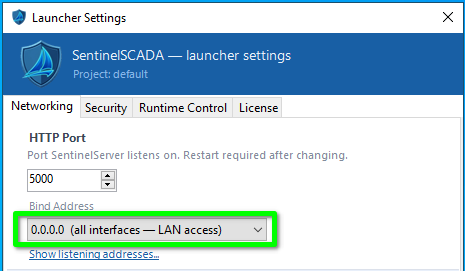 Launcher Settings
SentinelSCADA — launcher settings
Project: default
Networking Security Runtime Control License
HTTP Port
Port SentinelServer listens on. Restart required after changing.
5000
Bind Address
0.0.0.0 (all interfaces — LAN access)
Show listening addresses...